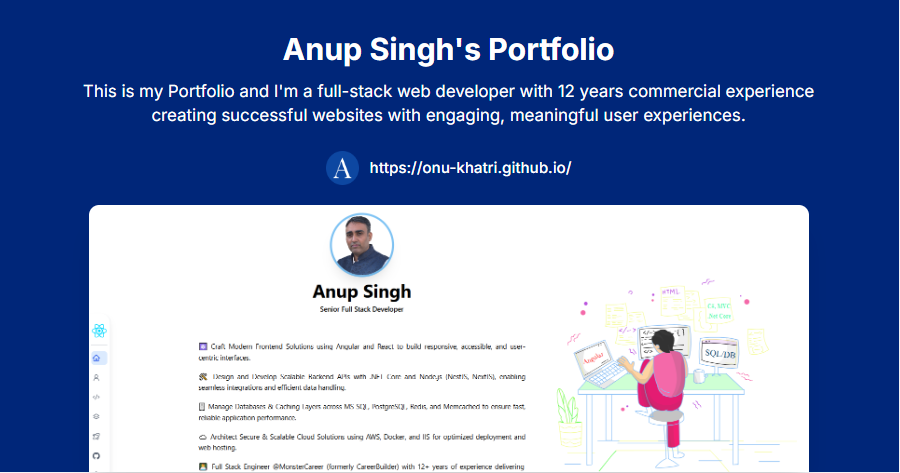 Anup Singh's Portfolio
This is my Portfolio and I'm a full-stack web developer with 12 years commercial experience
creating successful websites with engaging, meaningful user experiences.
A https://onu-khatri.github.io/
Anup Singh
Senior Full Stack Developer
Craft Modern Frontend Solutions using Angular and React to build responsive, accessible, and user-
centric interfaces.
Design and Develop Scalable Backend APIs with .NET Core and Node.js (NestJS, NextJS), enabling
seamless integrations and efficient data handling.
Manage Databases & Caching Layers across MS SQL, PostgreSQL, Redis, and Memcached to ensure fast,
reliable application performance.
Architect Secure & Scalable Cloud Solutions using AWS, Docker, and IIS for optimized deployment and
web hosting.
Full Stack Engineer @MonsterCareer (formerly CareerBuilder) with 12+ years of experience delivering
HTML
C#, MVC
.Net Core
</>
Angular
SQL/DB